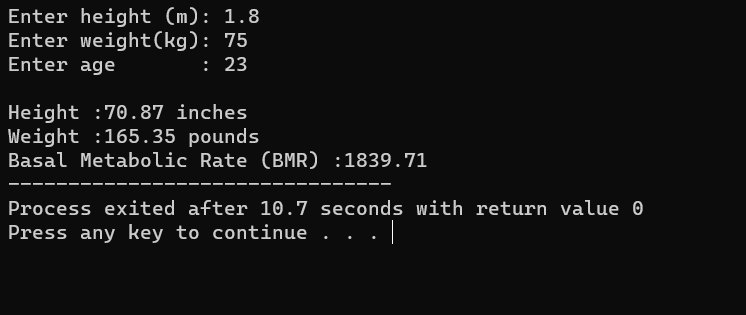 Enter height (m): 1.8
Enter weight(kg): 75
Enter age       : 23
Height :70.87 inches
Weight :165.35 pounds
Basal Metabolic Rate (BMR) :1839.71
--------------------------------
Process exited after 10.7 seconds with return value 0
Press any key to continue . . .